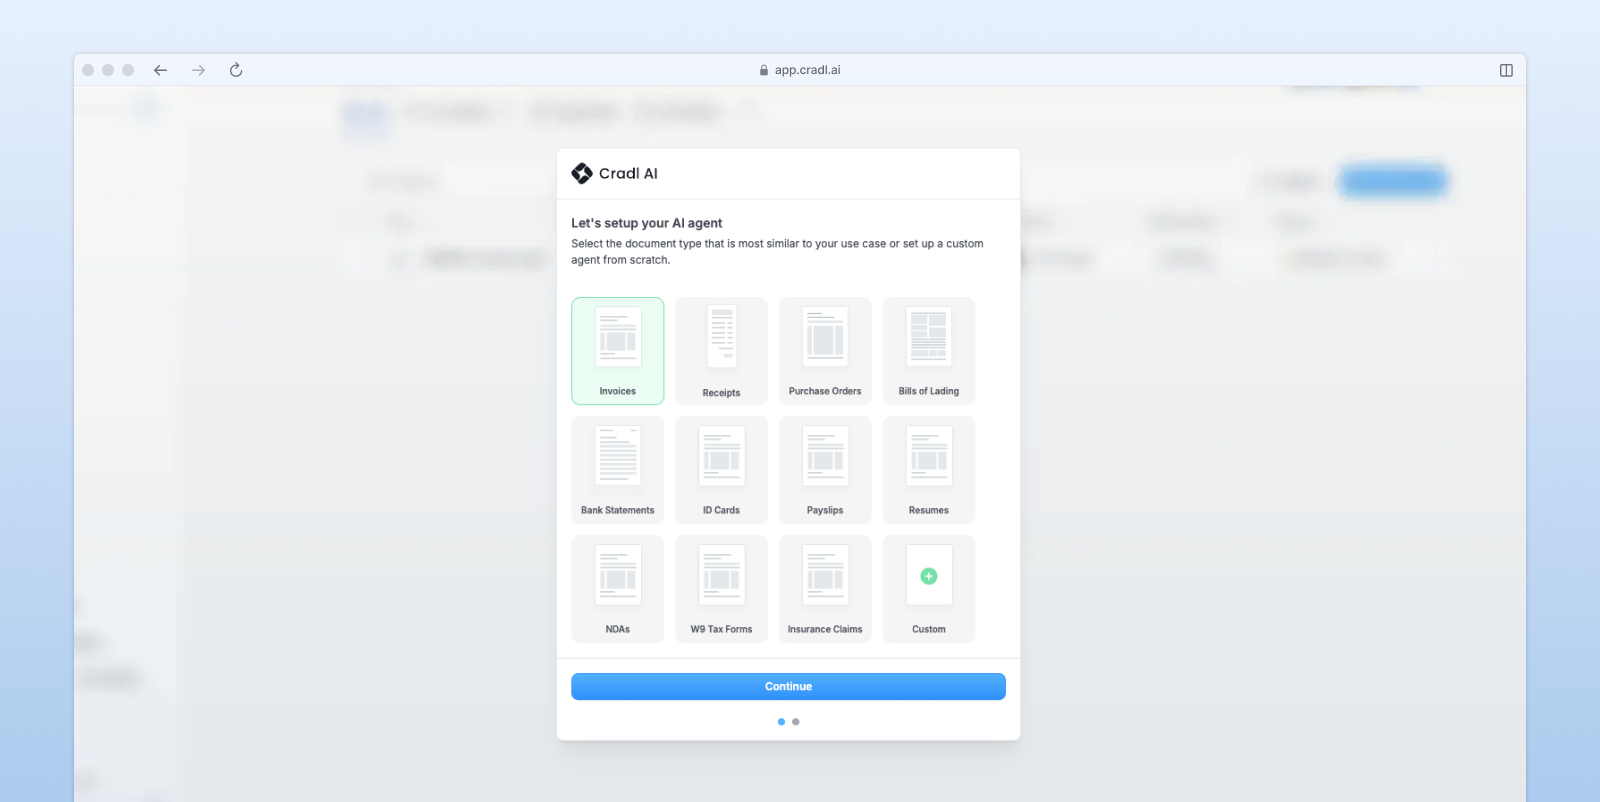 app.cradl.ai
Cradl AI
Let's setup your AI agent
Select the document type that is most similar to your use case or set up a custom
agent from scratch.
Invoices
Receipts
Purchase Orders
Bills of Lading
Bank Statements
ID Cards
Payslips
Resumes
NDAs
W9 Tax Forms
Insurance Claims
Custom
Continue